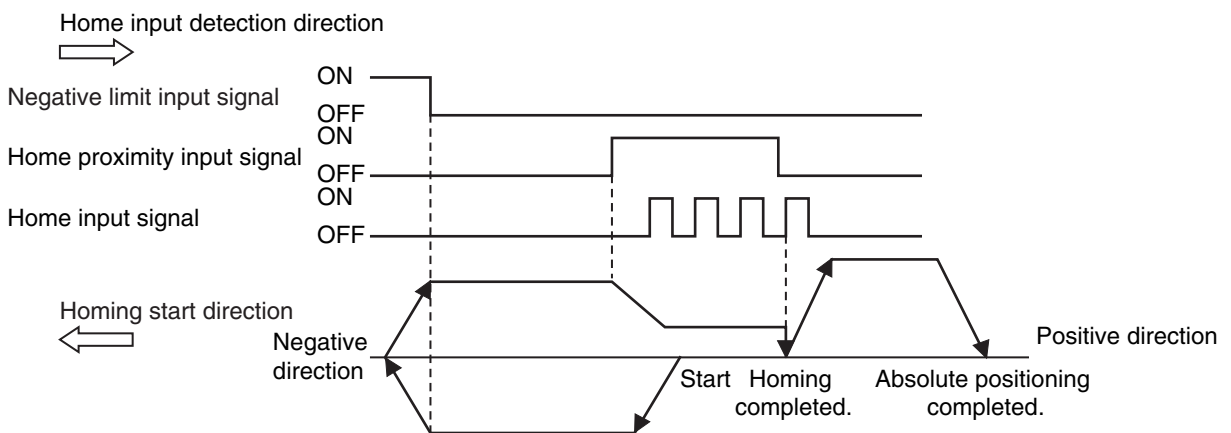 Home input detection direction
ON
Negative limit input signal
OFF
ON
Home proximity input signal
OFF
ON
Home input signal
OFF
Homing start direction
Negative
direction
Positive direction
Start
Homing
completed.
Absolute positioning
completed.